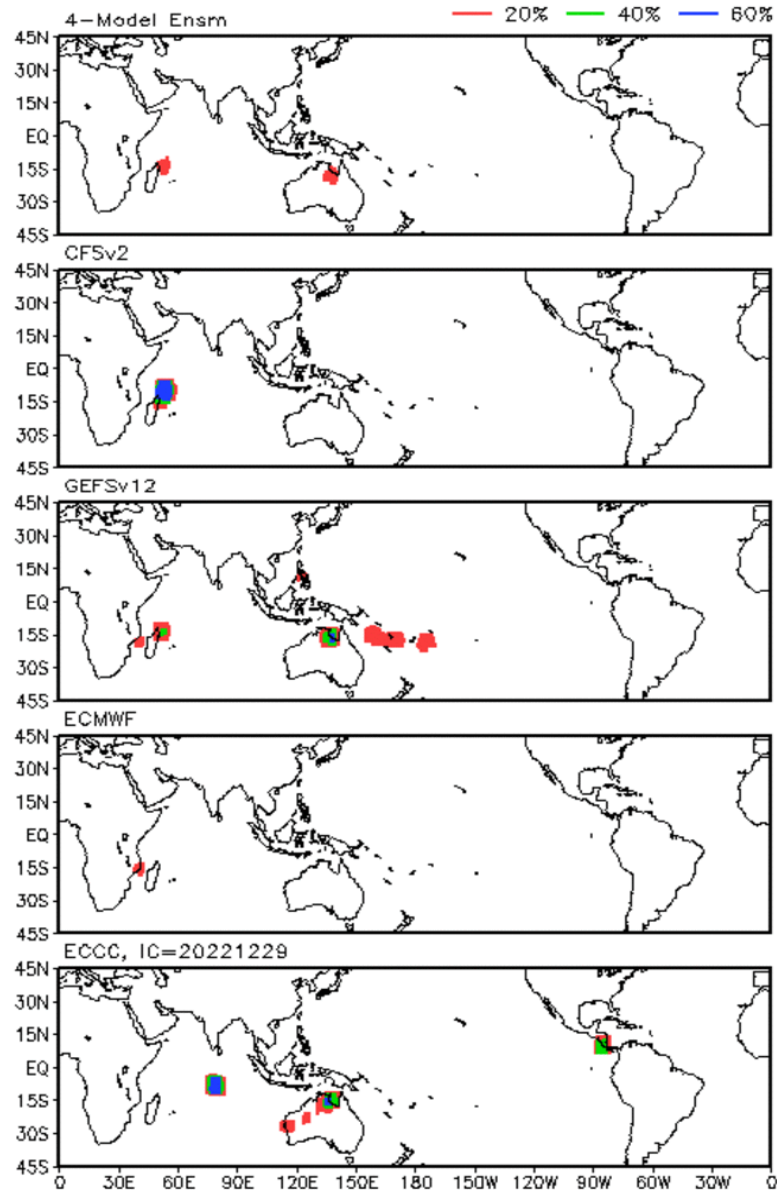 4-Model Ensm 20% 40% 60%
45N
30N
15N
EQ
15S
30S
45S
CFSv2
45N
30N
15N
EQ
15S
30S
45S
GEFSv12
45N
30N
15N
EQ
15S
30S
45S
ECMWF
45N
30N
15N
EQ
15S
30S
45S
ECCC, IC=20221229
45N
30N
15N
EQ
15S
30S
45S
0 30E 60E 90E 120E 150E 180 150W 120W 90W 60W 30W 0